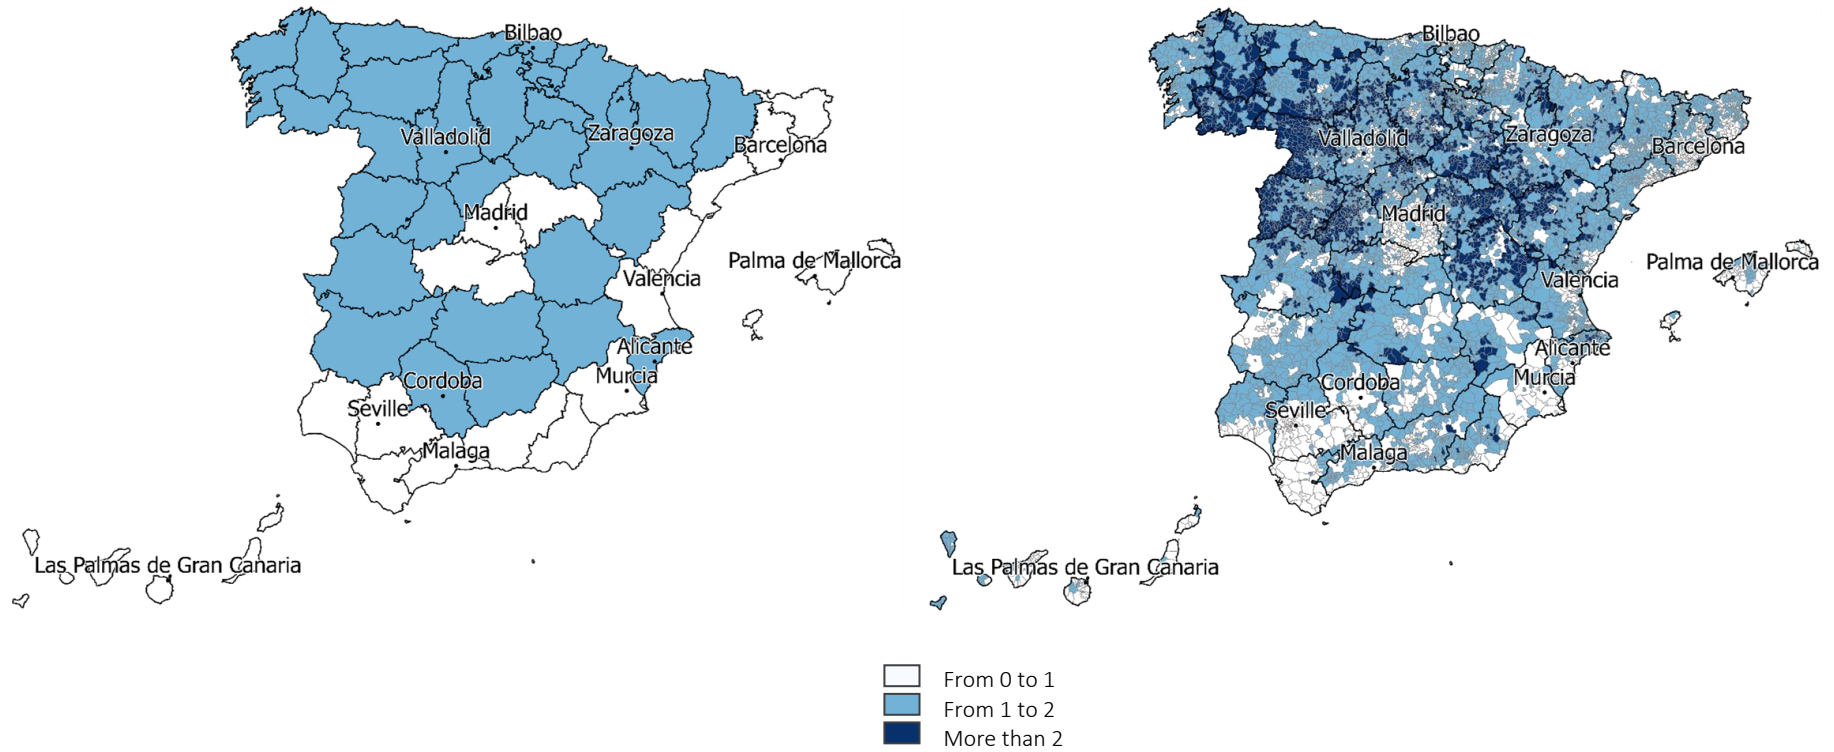 Bilbao
Valladolid
Zaragoza
Barcelona
Madrid
Palma de Mallorca
Valencia
Alicante
Murcia
Cordoba
Seville
Malaga
Las Palmas de Gran Canaria
Bilbao
Valladolid
Zaragoza
Barcelona
Madrid
Palma de Mallorca
Valencia
Alicante
Murcia
Cordoba
Seville
Malaga
Las Palmas de Gran Canaria
From 0 to 1
From 1 to 2
More than 2